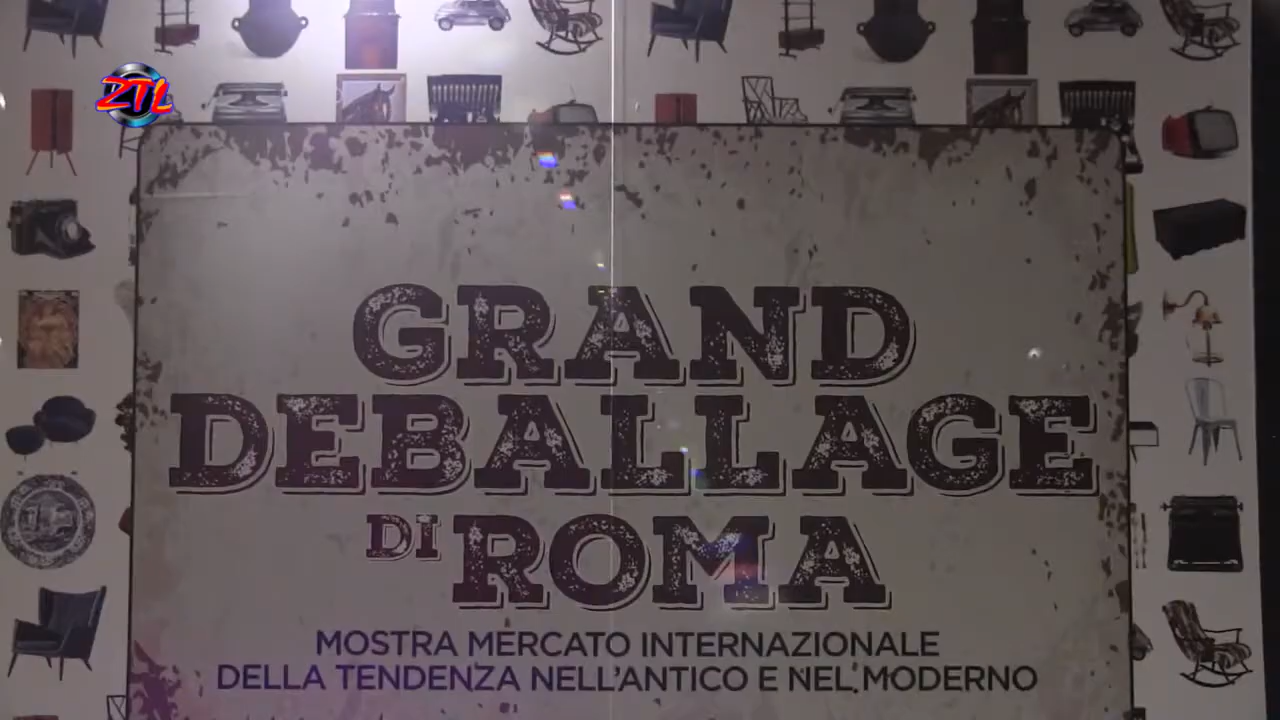 ZTL
GRAND
DEBALLAGE
DI ROMA
MOSTRA MERCATO INTERNAZIONALE
DELLA TENDENZA NELL'ANTICO E NEL MODERNO